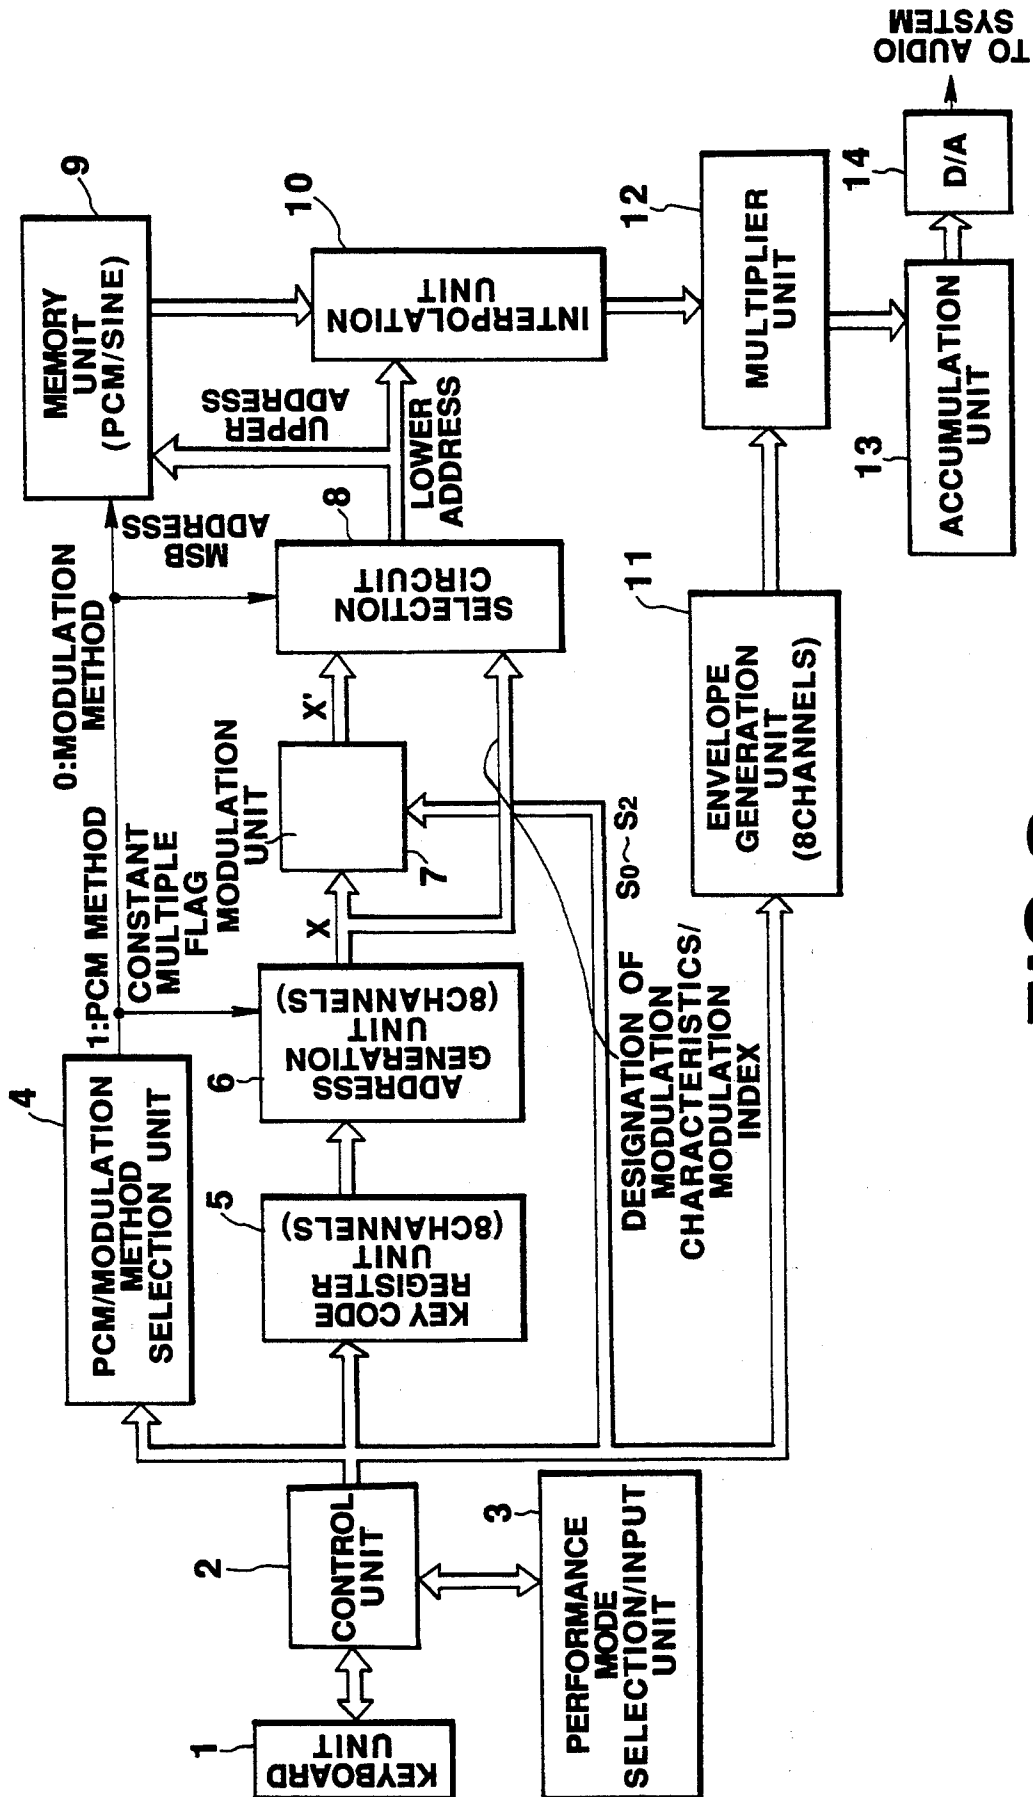 1
KEYBOARD
UNIT
2
CONTROL
UNIT
3
PERFORMANCE
MODE
SELECTION/INPUT
UNIT
4
PCM/MODULATION
METHOD
SELECTION UNIT
1:PCM METHOD
0:MODULATION
METHOD
CONSTANT
MULTIPLE
FLAG
5
KEY CODE
REGISTER
UNIT
(8CHANNELS)
6
ADDRESS
GENERATION
UNIT
(8CHANNELS)
X
MODULATION
UNIT
7
X'
S0~S2
DESIGNATION OF
MODULATION
CHARACTERISTICS/
MODULATION
INDEX
8
SELECTION
CIRCUIT
MSB
ADDRESS
UPPER
ADDRESS
LOWER
ADDRESS
9
MEMORY
UNIT
(PCM/SINE)
10
INTERPOLATION
UNIT
11
ENVELOPE
GENERATION
UNIT
(8CHANNELS)
12
MULTIPLIER
UNIT
13
ACCUMULATION
UNIT
14
D/A
TO AUDIO
SYSTEM